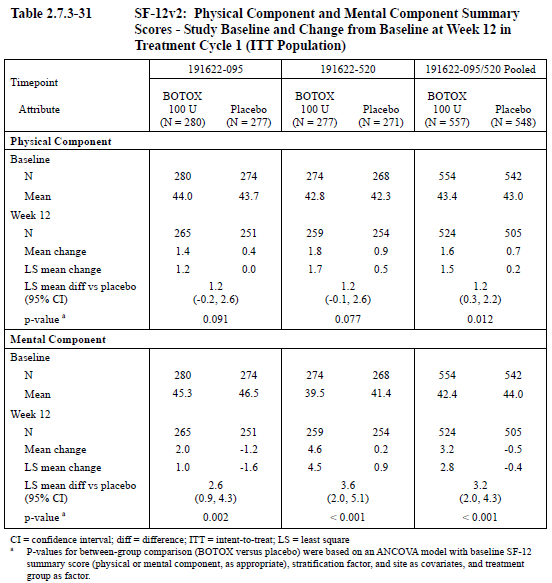 Table 2.7.3-31 SF-12v2: Physical Component and Mental Component Summary
Scores - Study Baseline and Change from Baseline at Week 12 in
Treatment Cycle 1 (ITT Population)
Timepoint 191622-095 191622-520 191622-095/520 Pooled
Attribute BOTOX 100 U (N = 280) Placebo (N = 277) BOTOX 100 U (N = 277) Placebo (N = 271) BOTOX 100 U (N = 557) Placebo (N = 548)
Physical Component
Baseline
N 280 274 274 268 554 542
Mean 44.0 43.7 42.8 42.3 43.4 43.0
Week 12
N 265 251 259 254 524 505
Mean change 1.4 0.4 1.8 0.9 1.6 0.7
LS mean change 1.2 0.0 1.7 0.5 1.5 0.2
LS mean diff vs placebo 1.2 1.2 1.2
(95% CI) (-0.2, 2.6) (-0.1, 2.6) (0.3, 2.2)
p-value a 0.091 0.077 0.012
Mental Component
Baseline
N 280 274 274 268 554 542
Mean 45.3 46.5 39.5 41.4 42.4 44.0
Week 12
N 265 251 259 254 524 505
Mean change 2.0 -1.2 4.6 0.2 3.2 -0.5
LS mean change 1.0 -1.6 4.5 0.9 2.8 -0.4
LS mean diff vs placebo 2.6 3.6 3.2
(95% CI) (0.9, 4.3) (2.0, 5.1) (2.0, 4.3)
p-value a 0.002 < 0.001 < 0.001
CI = confidence interval; diff = difference; ITT = intent-to-treat; LS = least square
a P-values for between-group comparison (BOTOX versus placebo) were based on an ANCOVA model with baseline SF-12
summary score (physical or mental component, as appropriate), stratification factor, and site as covariates, and treatment
group as factor.